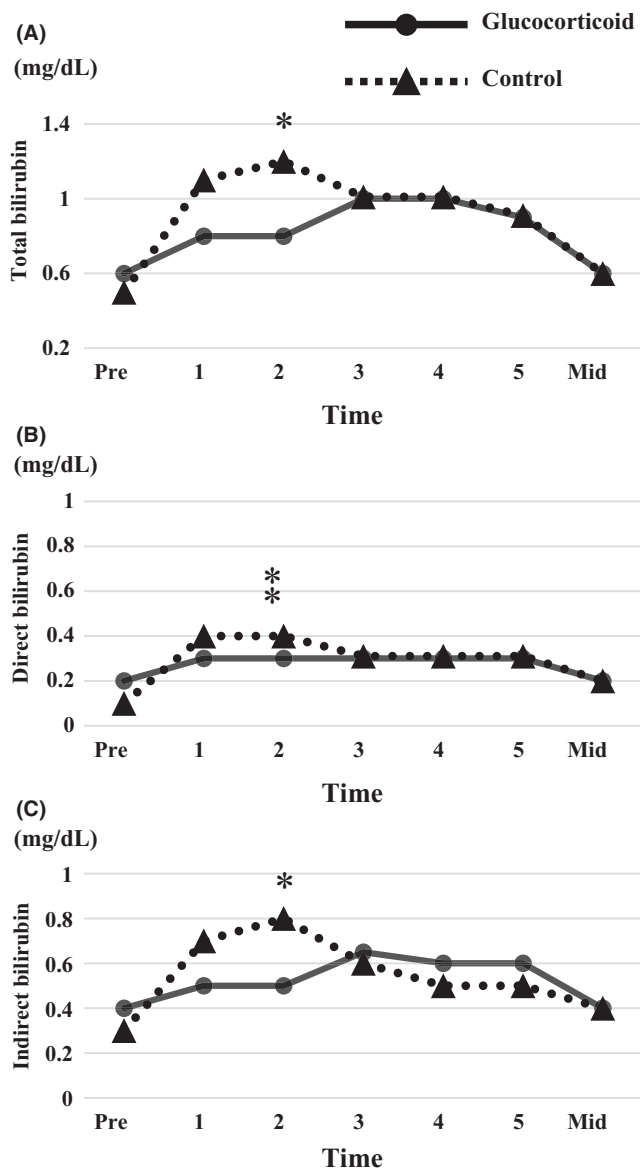 (A)
(mg/dL)
Glucocorticoid
Control
*
1.4
1
0.6
0.2
Total bilirubin
Pre 1 2 3 4 5 Mid
Time
(B)
(mg/dL)
*
*
1
0.8
0.6
0.4
0.2
0
Direct bilirubin
Pre 1 2 3 4 5 Mid
Time
(C)
(mg/dL)
*
1
0.8
0.6
0.4
0.2
0
Indirect bilirubin
Pre 1 2 3 4 5 Mid
Time